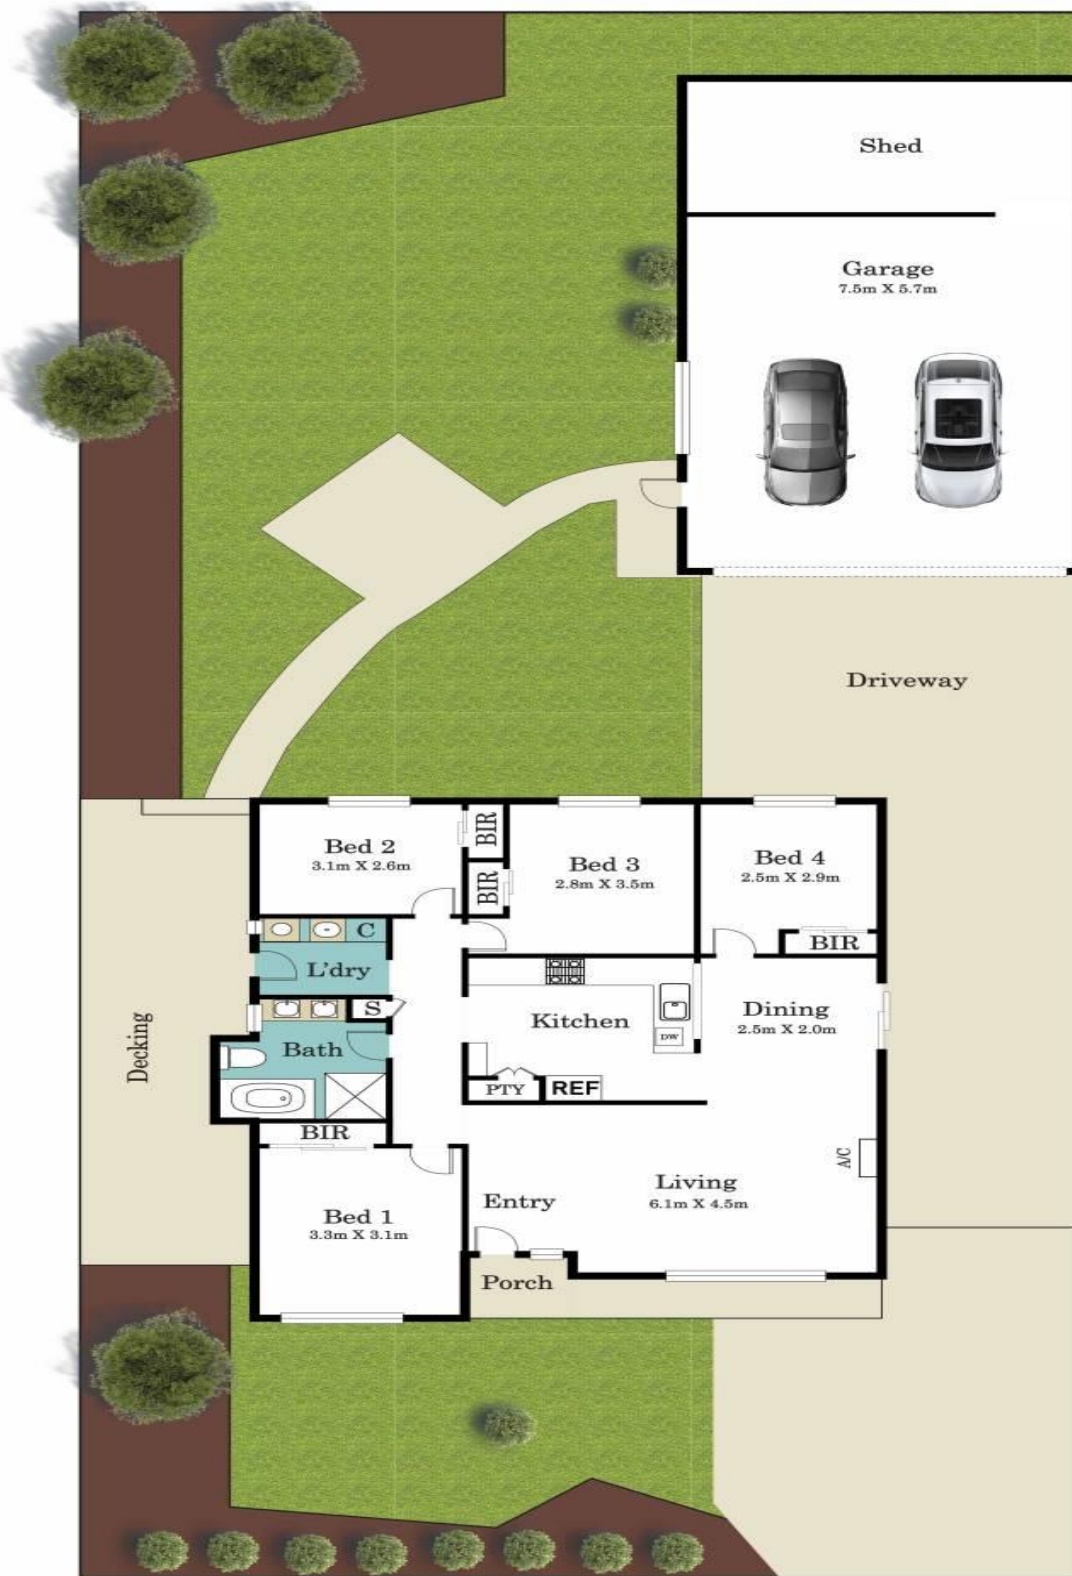 Shed
Garage
7.5m X 5.7m
Driveway
Bed 2
3.1m X 2.6m
BIR
BIR
Bed 3
2.8m X 3.5m
Bed 4
2.5m X 2.9m
BIR
C
L'dry
S
Bath
Decking
Kitchen
DW
Dining
2.5m X 2.0m
PTY
REF
BIR
A/C
Living
6.1m X 4.5m
Entry
Bed 1
3.3m X 3.1m
Porch